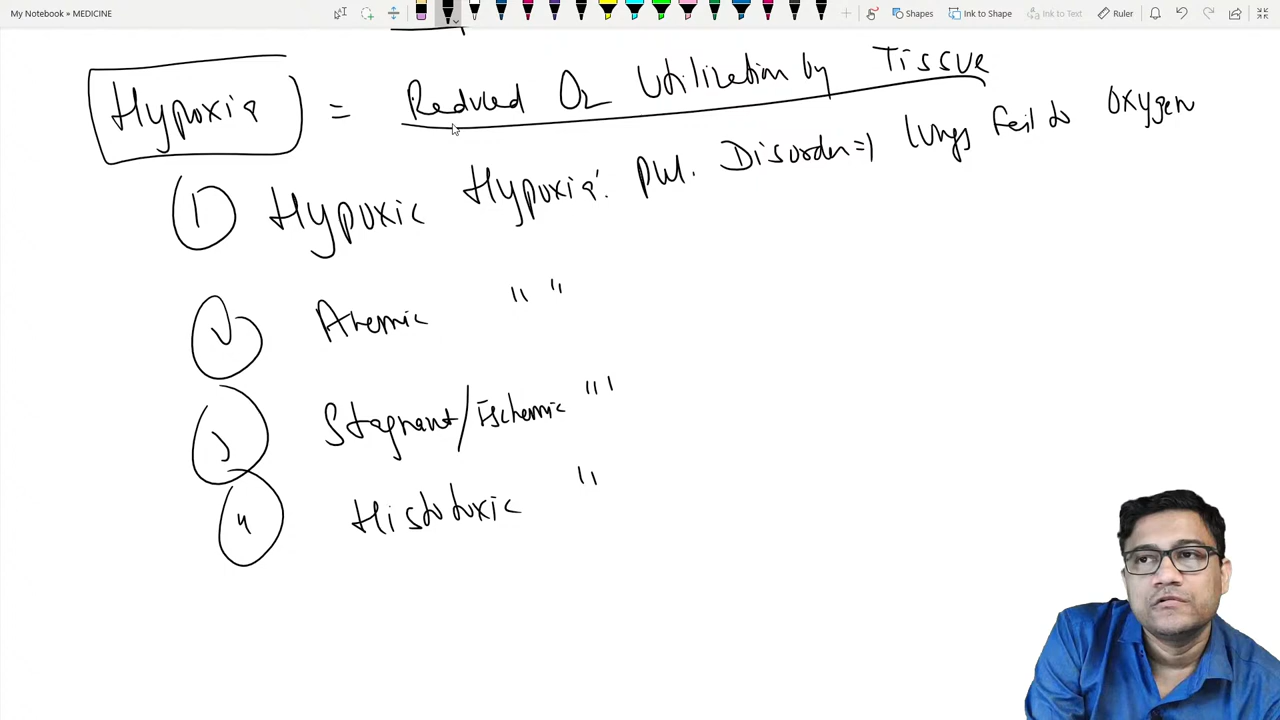 My Notebook » MEDICINE
Shapes
Ink to Shape
Ink to Text
Ruler
Hypoxia = Reduced O2 Utilization by Tissue
1 Hypoxic Hypoxia: Pul. Disorder => lungs fail to oxygen
2 Anemic " "
3 Stagnant/Ischemic " "'
4 Histotoxic "